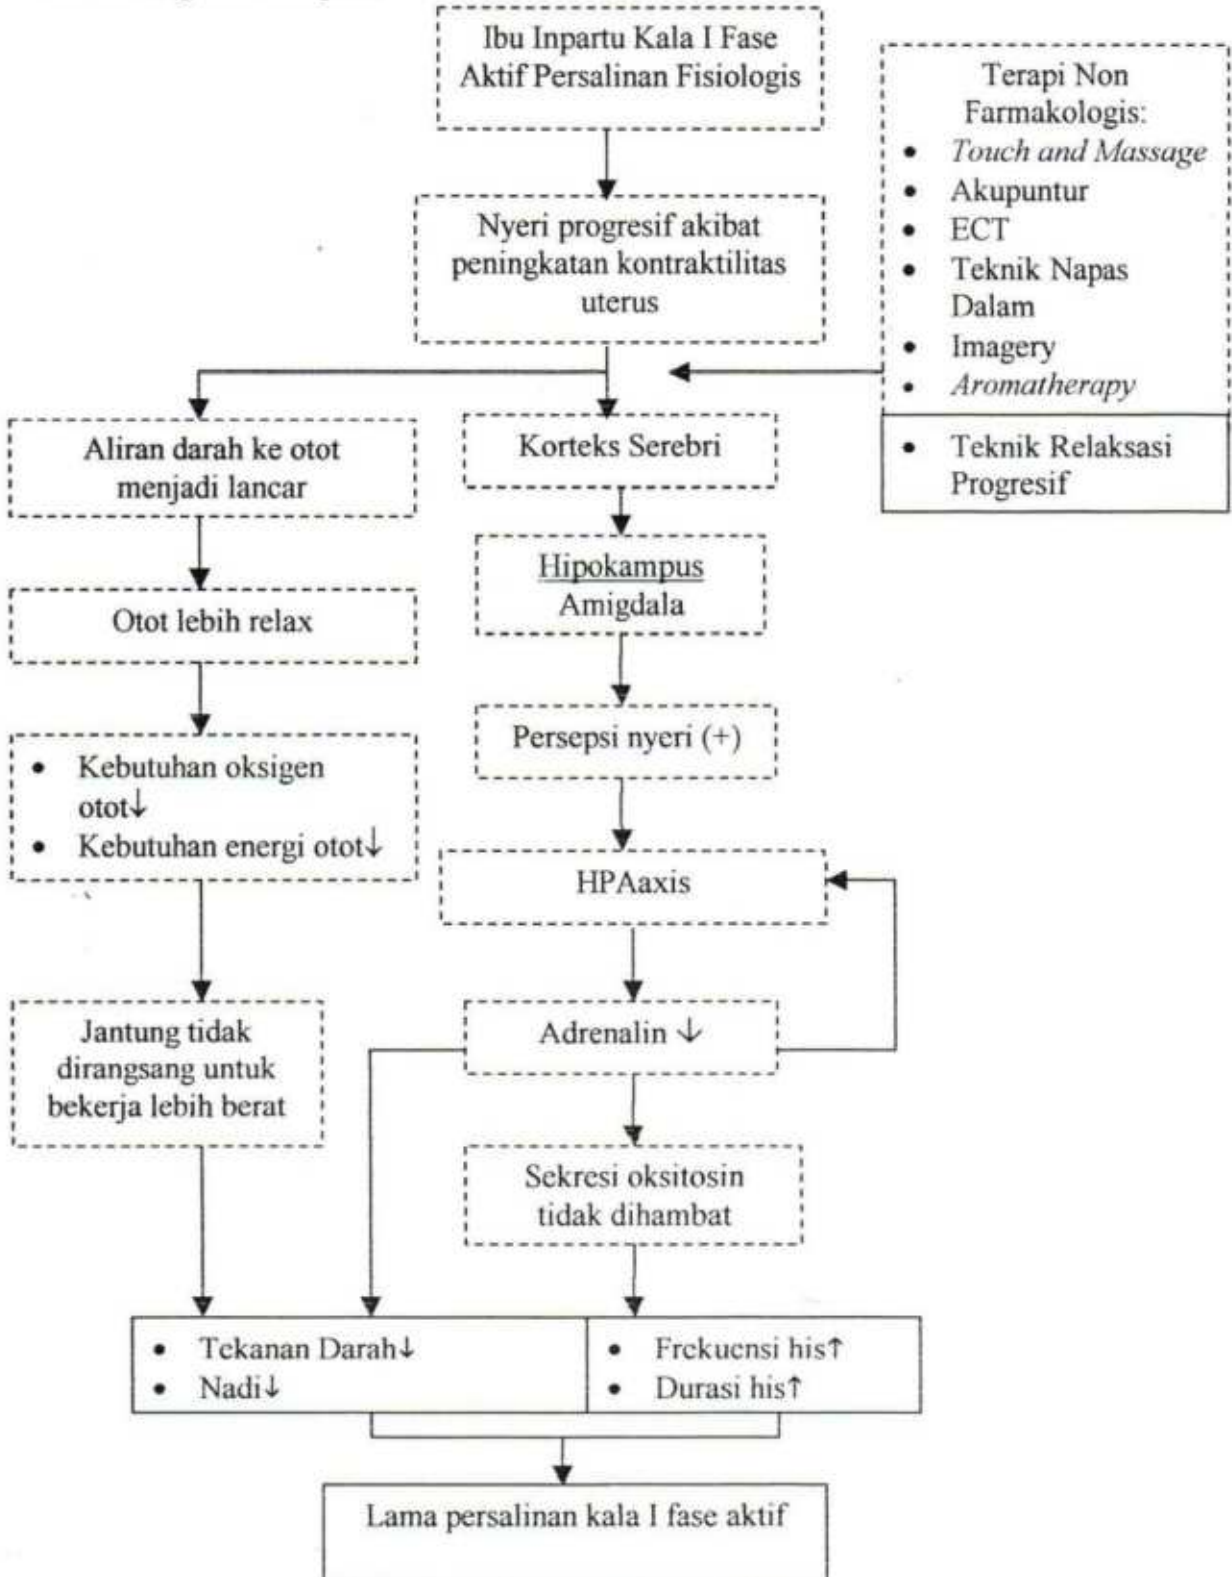 Ibu Inpartu Kala I Fase
Aktif Persalinan Fisiologis
Terapi Non
Farmakologis:
• Touch and Massage
• Akupuntur
• ECT
• Teknik Napas
Dalam
• Imagery
• Aromatherapy
• Teknik Relaksasi
Progresif
Nyeri progresif akibat
peningkatan kontraktilitas
uterus
Aliran darah ke otot
menjadi lancar
Korteks Serebri
Hipokampus
Amigdala
Otot lebih relax
Persepsi nyeri (+)
• Kebutuhan oksigen
otot↓
• Kebutuhan energi otot↓
HPAaxis
Jantung tidak
dirangsang untuk
bekerja lebih berat
Adrenalin ↓
Sekresi oksitosin
tidak dihambat
• Tekanan Darah↓
• Nadi↓
• Frekuensi his↑
• Durasi his↑
Lama persalinan kala I fase aktif